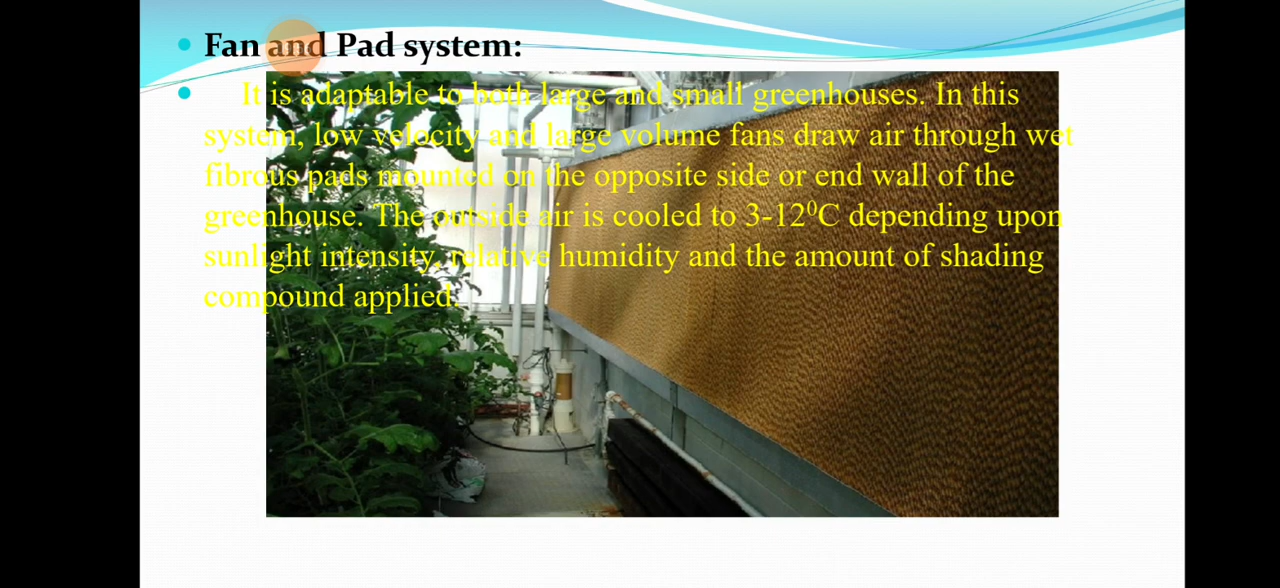 Fan and Pad system:
It is adaptable to both large and small greenhouses. In this
system, low velocity and large volume fans draw air through wet
fibrous pads mounted on the opposite side or end wall of the
greenhouse. The outside air is cooled to 3-12⁰C depending upon
sunlight intensity, relative humidity and the amount of shading
compound applied.